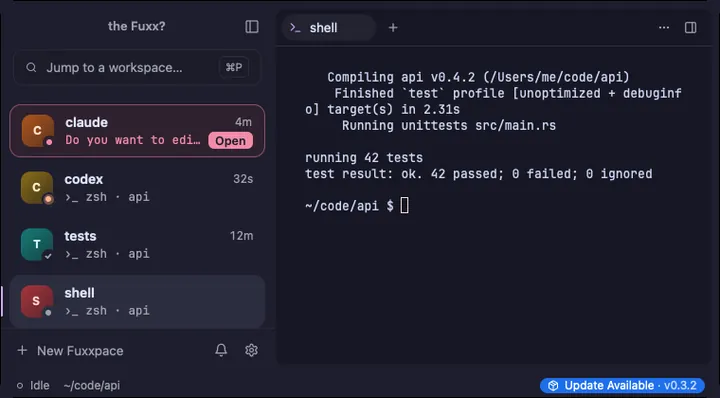 the Fuxx?
Jump to a workspace... ⌘P
C claude 4m
Do you want to edi… Open
C codex 32s
›_ zsh · api
T tests 12m
›_ zsh · api
S shell
›_ zsh · api
+ New Fuxxpace
Idle ~/code/api
›_ shell +
Compiling api v0.4.2 (/Users/me/code/api)
Finished `test` profile [unoptimized + debuginf
o] target(s) in 2.31s
Running unittests src/main.rs
running 42 tests
test result: ok. 42 passed; 0 failed; 0 ignored
~/code/api $
Update Available · v0.3.2